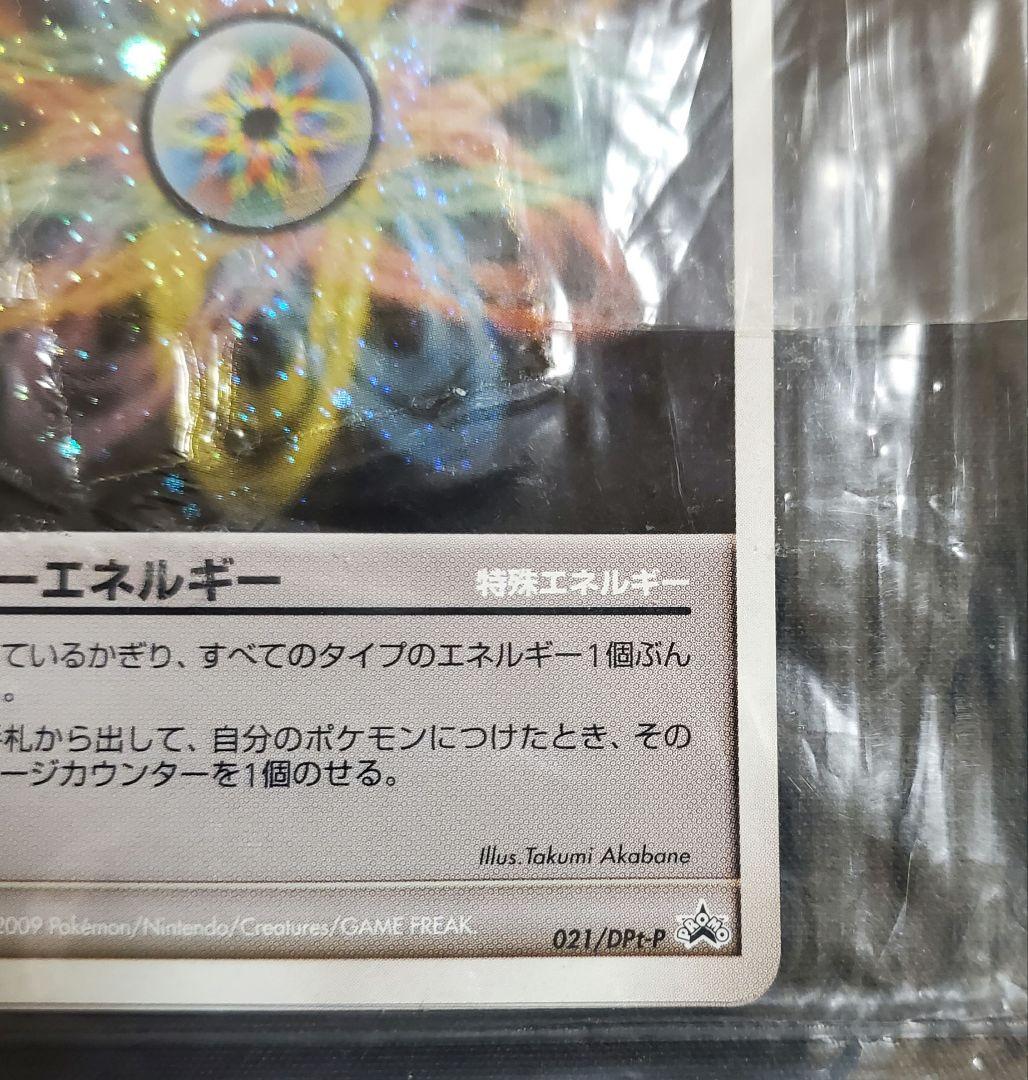 ーエネルギー
特殊エネルギー
ているかぎり、すべてのタイプのエネルギー1個ぶん
。
札から出して、自分のポケモンにつけたとき、その
ージカウンターを1個のせる。
Illus.Takumi Akabane
2009 Pokémon/Nintendo/Creatures/GAME FREAK.
021/DPt-P
PROMO